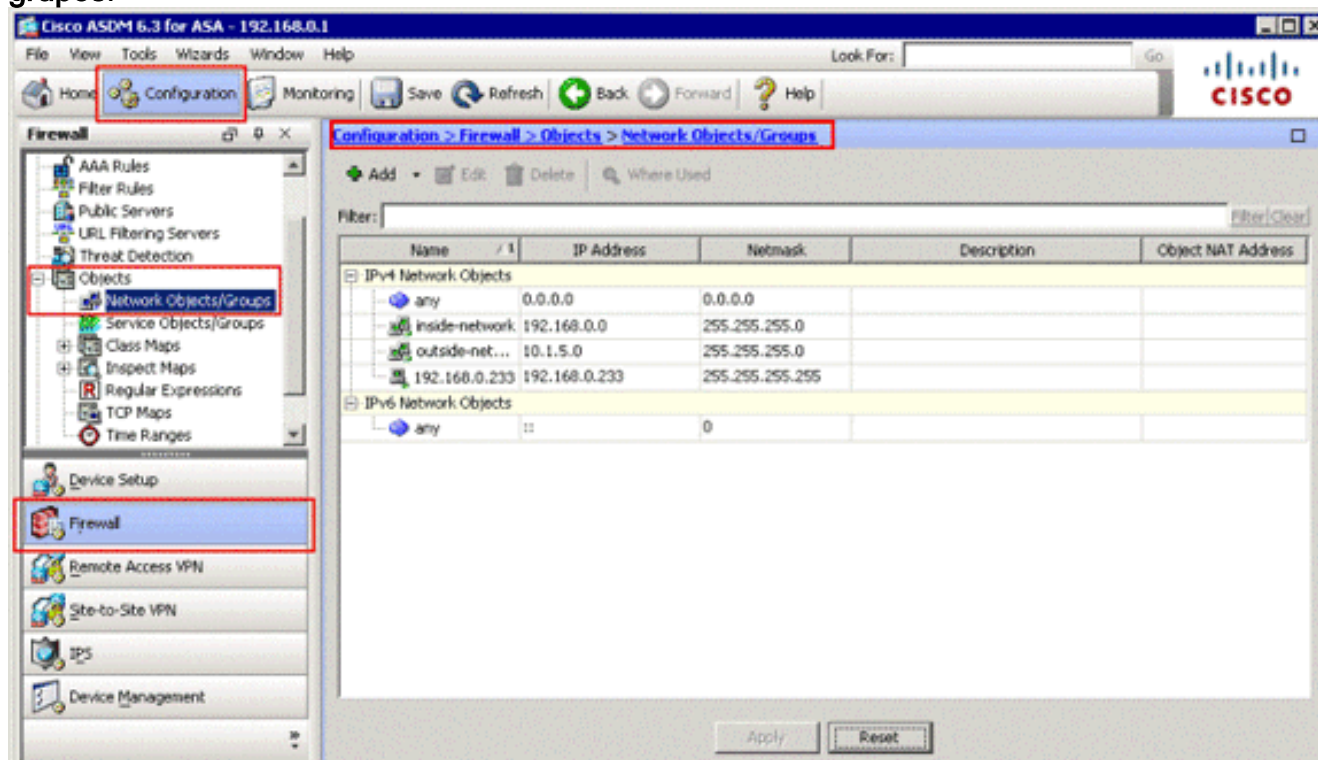 grupos.
Cisco ASDM 6.3 for ASA - 192.168.0.1
File View Tools Wizards Window Help Look For: Go
Home Configuration Monitoring Save Refresh Back Forward Help
CISCO
Firewall
AAA Rules
Filter Rules
Public Servers
URL Filtering Servers
Threat Detection
Objects
Network Objects/Groups
Service Objects/Groups
Class Maps
Inspect Maps
Regular Expressions
TCP Maps
Time Ranges
Device Setup
Firewall
Remote Access VPN
Site-to-Site VPN
IPS
Device Management
Configuration > Firewall > Objects > Network Objects/Groups
Add Edit Delete Where Used
Filter: Filter Clear
Name / 1 IP Address Netmask Description Object NAT Address
IPv4 Network Objects
any 0.0.0.0 0.0.0.0
inside-network 192.168.0.0 255.255.255.0
outside-net... 10.1.5.0 255.255.255.0
192.168.0.233 192.168.0.233 255.255.255.255
IPv6 Network Objects
any :: 0
Apply Reset